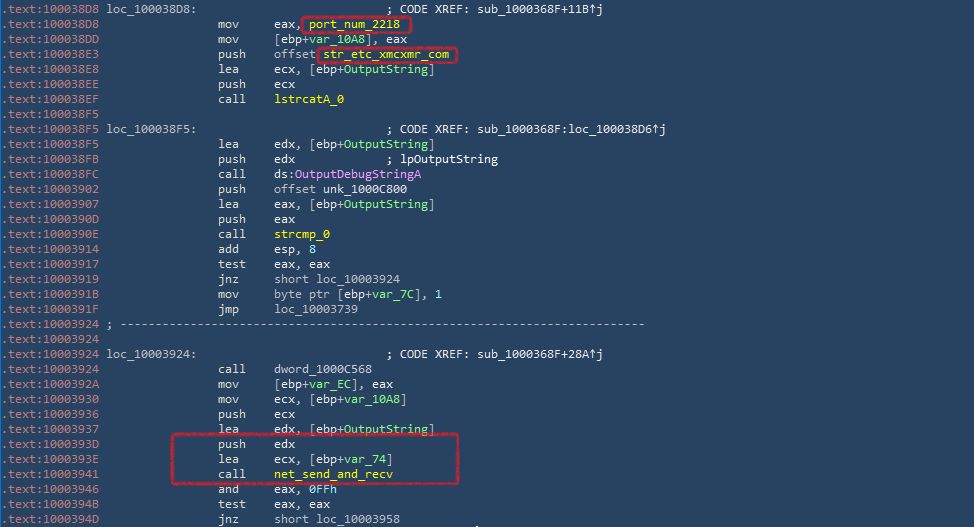 .text:100038D8 loc_100038D8: ; CODE XREF: sub_1000368F+11B↑j
.text:100038D8 mov eax, port_num_2218
.text:100038DD mov [ebp+var_10A8], eax
.text:100038E3 push offset str_etc_xmcxmr_com
.text:100038E8 lea ecx, [ebp+OutputString]
.text:100038EE push ecx
.text:100038EF call lstrcatA_0
.text:100038F5
.text:100038F5 loc_100038F5: ; CODE XREF: sub_1000368F:loc_100038D6↑j
.text:100038F5 lea edx, [ebp+OutputString]
.text:100038FB push edx ; lpOutputString
.text:100038FC call ds:OutputDebugStringA
.text:10003902 push offset unk_1000C800
.text:10003907 lea eax, [ebp+OutputString]
.text:1000390D push eax
.text:1000390E call strcmp_0
.text:10003914 add esp, 8
.text:10003917 test eax, eax
.text:10003919 jnz short loc_10003924
.text:1000391B mov byte ptr [ebp+var_7C], 1
.text:1000391F jmp loc_10003739
.text:10003924 ; ---------------------------------------------------------------------------
.text:10003924
.text:10003924 loc_10003924: ; CODE XREF: sub_1000368F+28A↑j
.text:10003924 call dword_1000C568
.text:1000392A mov [ebp+var_EC], eax
.text:10003930 mov ecx, [ebp+var_10A8]
.text:10003936 push ecx
.text:10003937 lea edx, [ebp+OutputString]
.text:1000393D push edx
.text:1000393E lea ecx, [ebp+var_74]
.text:10003941 call net_send_and_recv
.text:10003946 and eax, 0FFh
.text:1000394B test eax, eax
.text:1000394D jnz short loc_10003958